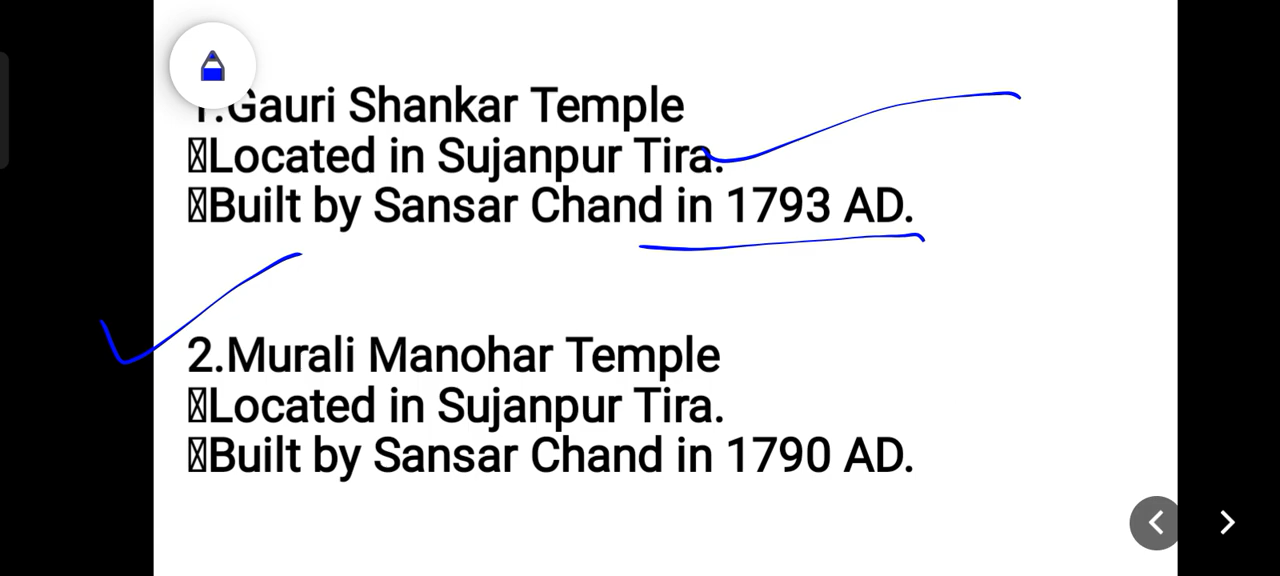 1.Gauri Shankar Temple
Located in Sujanpur Tira.
Built by Sansar Chand in 1793 AD.
2.Murali Manohar Temple
Located in Sujanpur Tira.
Built by Sansar Chand in 1790 AD.